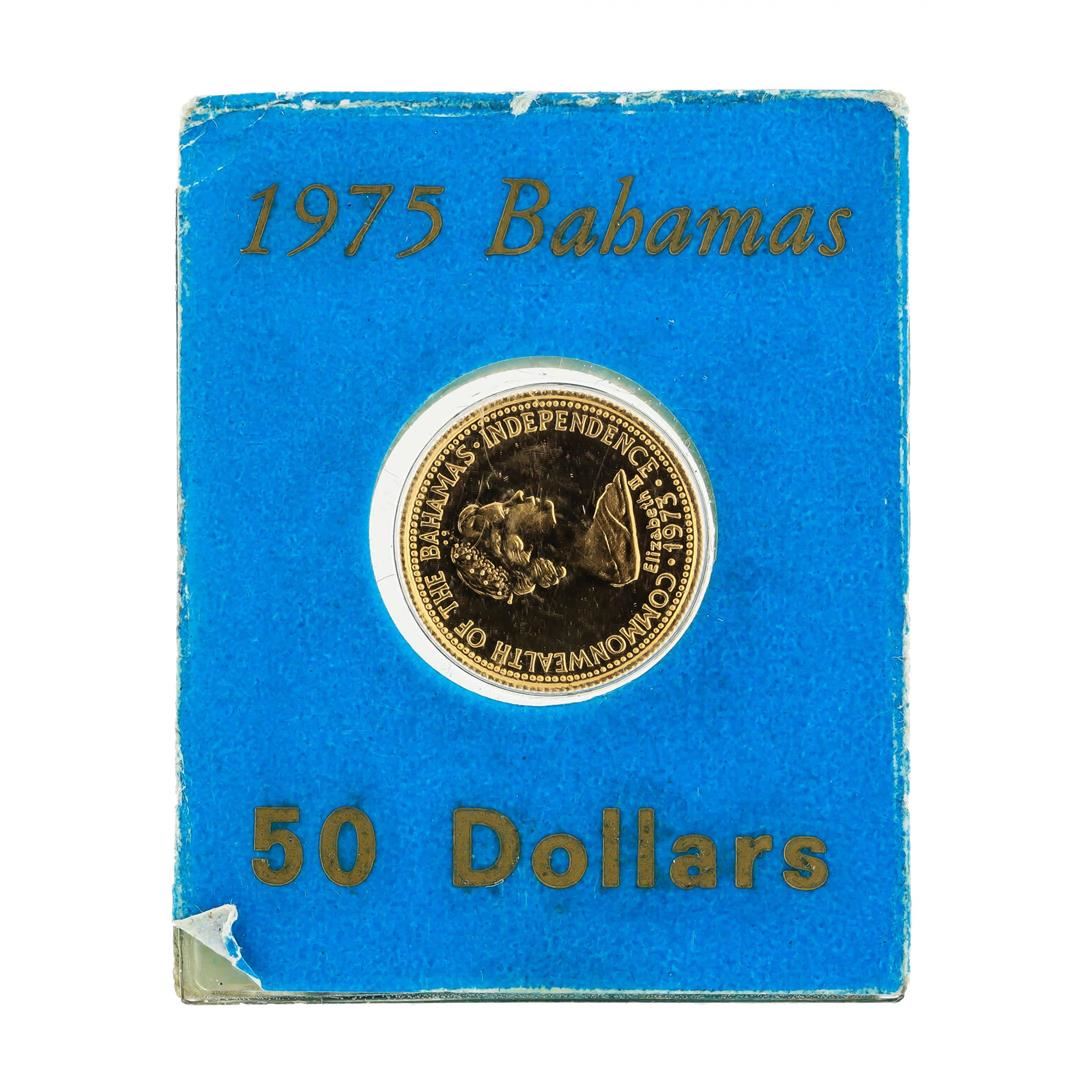 1975 Bahamas
COMMONWEALTH OF THE BAHAMAS · INDEPENDENCE · 1973 ·
Elizabeth II
50 Dollars